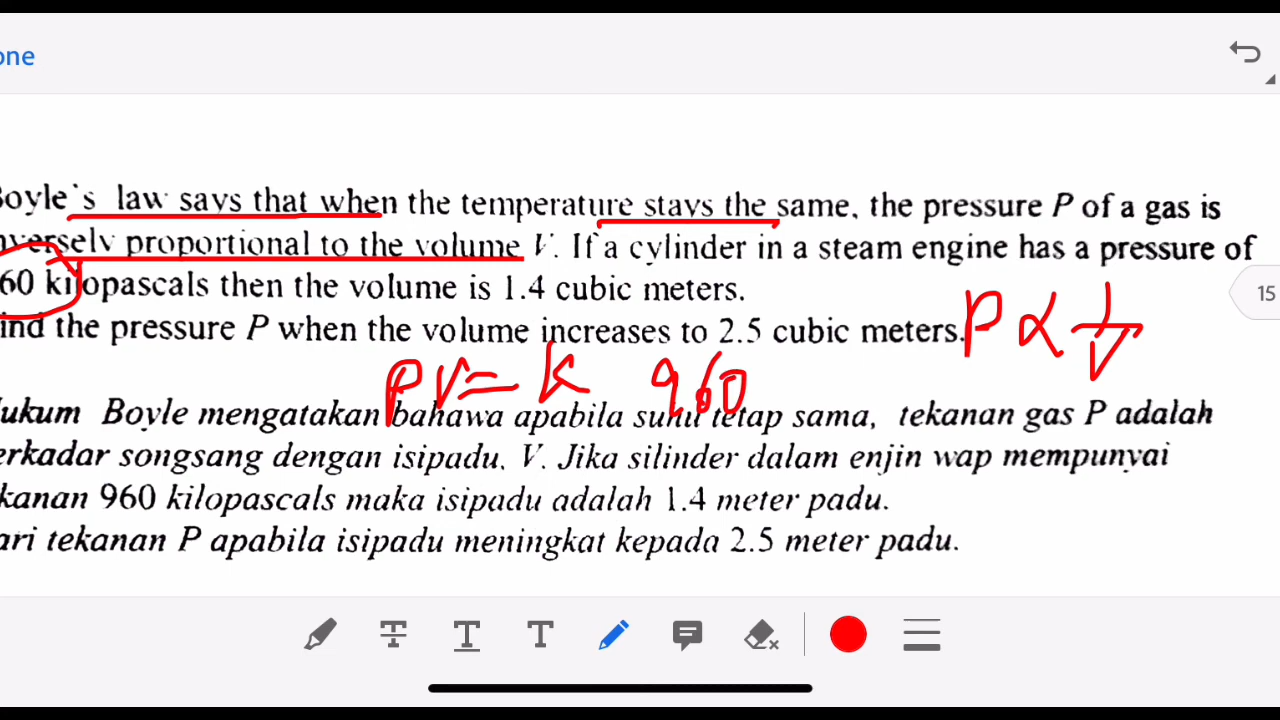 one
Boyle's law says that when the temperature stays the same, the pressure P of a gas is
nversely proportional to the volume V. If a cylinder in a steam engine has a pressure of
60 kilopascals then the volume is 1.4 cubic meters.
ind the pressure P when the volume increases to 2.5 cubic meters.
15
P ∝ 1/V
PV = K 960
Hukum Boyle mengatakan bahawa apabila suhu tetap sama, tekanan gas P adalah
erkadar songsang dengan isipadu, V. Jika silinder dalam enjin wap mempunyai
kanan 960 kilopascals maka isipadu adalah 1.4 meter padu.
ari tekanan P apabila isipadu meningkat kepada 2.5 meter padu.
T T T